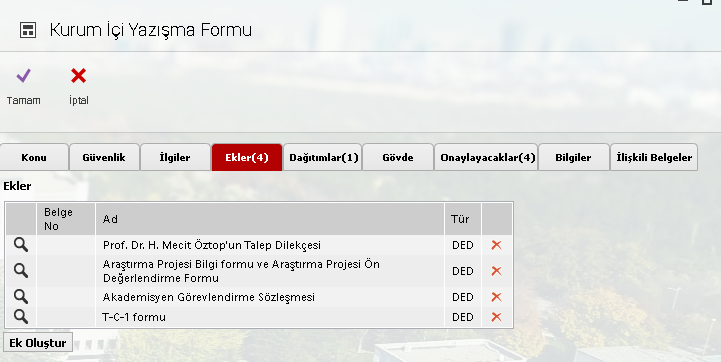 Kurum İçi Yazışma Formu
Tamam İptal
Konu Güvenlik İlgiler Ekler(4) Dağıtımlar(1) Gövde Onaylayacaklar(4) Bilgiler İlişkili Belgeler
Ekler
Belge No Ad Tür
Prof. Dr. H. Mecit Öztop'un Talep Dilekçesi DED
Araştırma Projesi Bilgi formu ve Araştırma Projesi Ön DED
Değerlendirme Formu
Akademisyen Görevlendirme Sözleşmesi DED
T-C-1 formu DED
Ek Oluştur